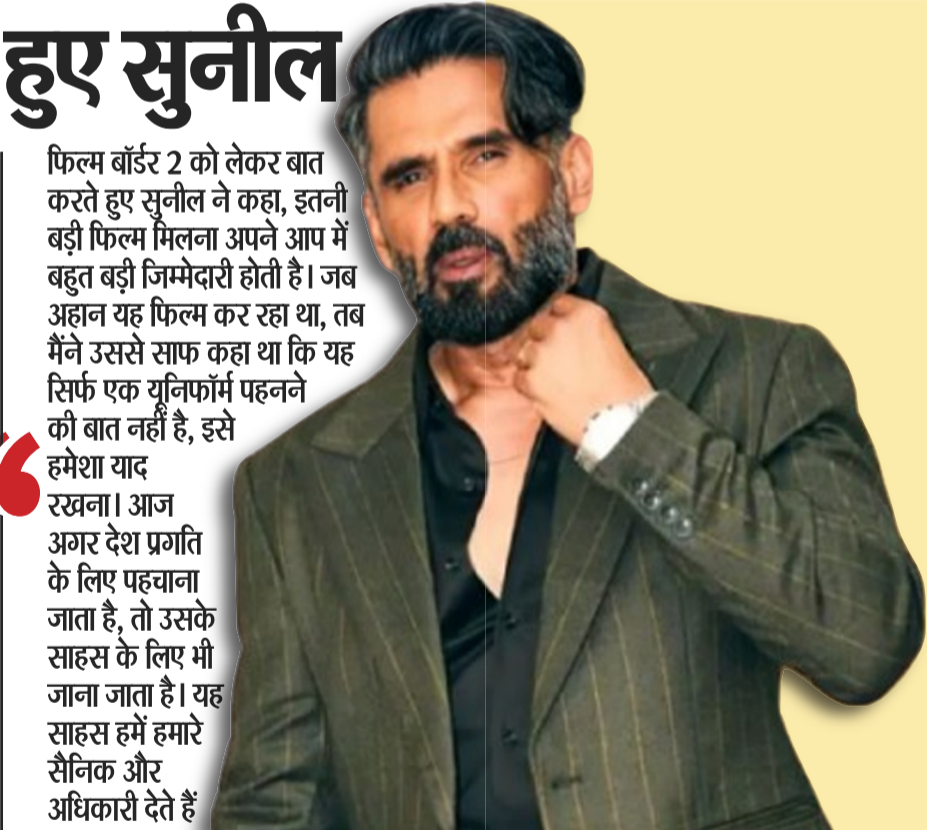 हुए सुनील
फिल्म बॉर्डर 2 को लेकर बात
करते हुए सुनील ने कहा, इतनी
बड़ी फिल्म मिलना अपने आप में
बहुत बड़ी जिम्मेदारी होती है। जब
अहान यह फिल्म कर रहा था, तब
मैंने उससे साफ कहा था कि यह
सिर्फ एक यूनिफॉर्म पहनने
की बात नहीं है, इसे
हमेशा याद
रखना। आज
अगर देश प्रगति
के लिए पहचाना
जाता है, तो उसके
साहस के लिए भी
जाना जाता है। यह
साहस हमें हमारे
सैनिक और
अधिकारी देते हैं